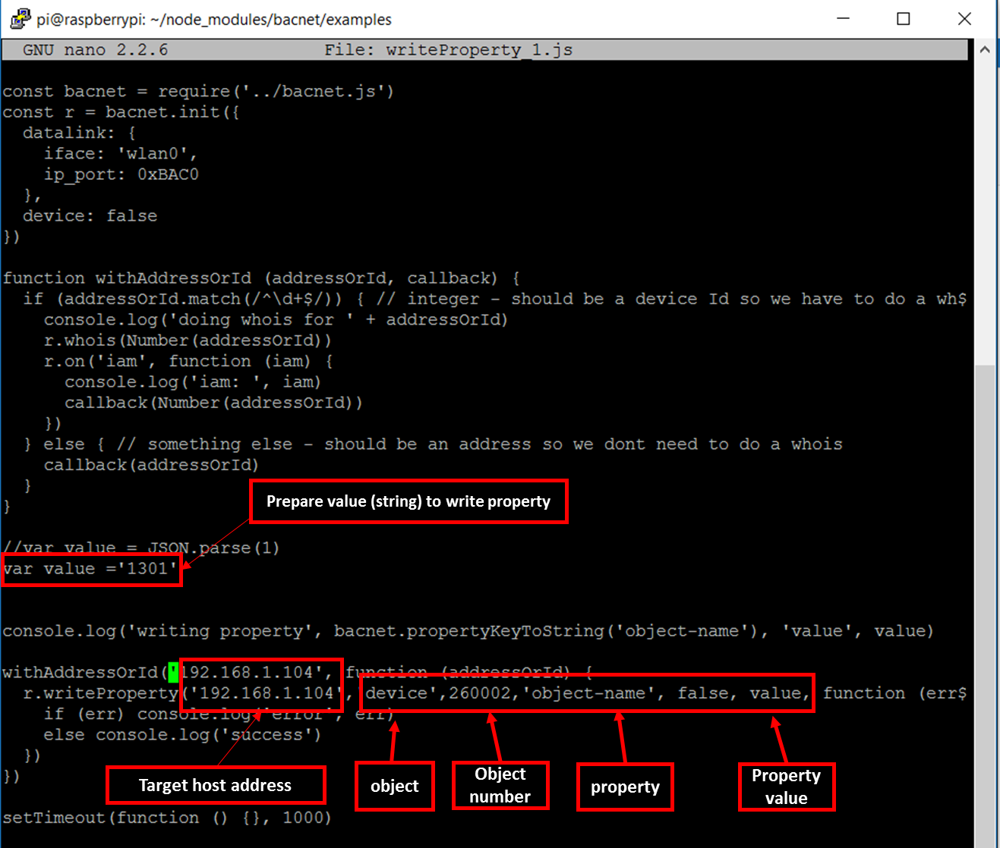 pi@raspberrypi: ~/node_modules/bacnet/examples
GNU nano 2.2.6 File: writeProperty_1.js
const bacnet = require('../bacnet.js')
const r = bacnet.init({
  datalink: {
    iface: 'wlan0',
    ip_port: 0xBAC0
  },
  device: false
})
function withAddressOrId (addressOrId, callback) {
  if (addressOrId.match(/^\d+$/)) { // integer - should be a device Id so we have to do a wh$
    console.log('doing whois for ' + addressOrId)
    r.whois(Number(addressOrId))
    r.on('iam', function (iam) {
      console.log('iam: ', iam)
      callback(Number(addressOrId))
    })
  } else { // something else - should be an address so we dont need to do a whois
    callback(addressOrId)
  }
}
Prepare value (string) to write property
//var value = JSON.parse(1)
var value ='1301'
console.log('writing property', bacnet.propertyKeyToString('object-name'), 'value', value)
withAddressOrId('192.168.1.104', function (addressOrId) {
  r.writeProperty('192.168.1.104','device',260002,'object-name', false, value, function (err$
    if (err) console.log('error', err)
    else console.log('success')
  })
})
Target host address
object
Object
number
property
Property
value
setTimeout(function () {}, 1000)